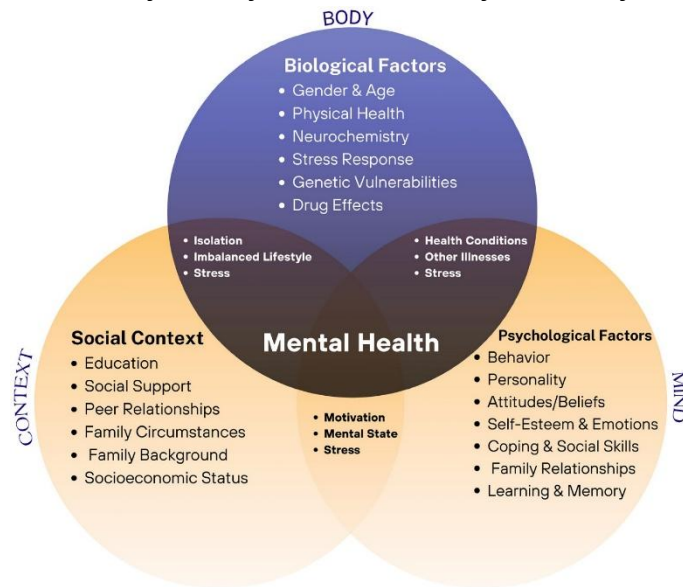 BODY
Biological Factors
• Gender & Age
• Physical Health
• Neurochemistry
• Stress Response
• Genetic Vulnerabilities
• Drug Effects
• Isolation
• Imbalanced Lifestyle
• Stress
• Health Conditions
• Other Illnesses
• Stress
Mental Health
CONTEXT
Social Context
• Education
• Social Support
• Peer Relationships
• Family Circumstances
• Family Background
• Socioeconomic Status
• Motivation
• Mental State
• Stress
Psychological Factors
• Behavior
• Personality
• Attitudes/Beliefs
• Self-Esteem & Emotions
• Coping & Social Skills
• Family Relationships
• Learning & Memory
MIND